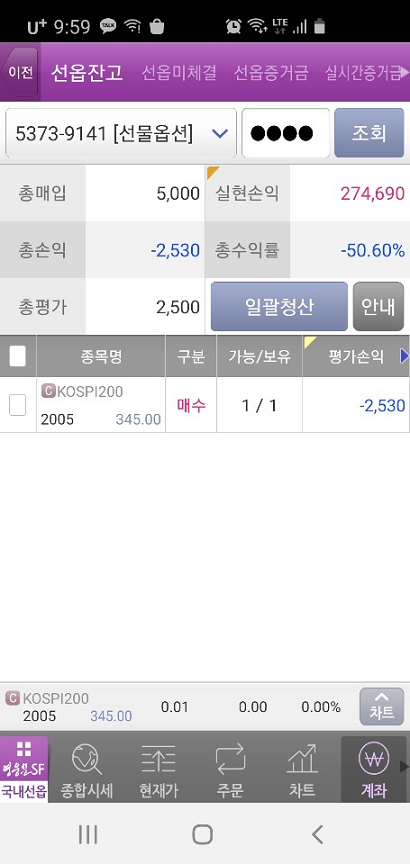 U+ 9:59 TALK LTE
이전 선옵잔고 선옵미체결 선옵증거금 실시간증거금
5373-9141 [선물옵션] 조회
총매입 5,000 실현손익 274,690
총손익 -2,530 총수익률 -50.60%
총평가 2,500 일괄청산 안내
종목명 구분 가능/보유 평가손익
C KOSPI200
2005 345.00 매수 1 / 1 -2,530
C KOSPI200
2005 345.00 0.01 0.00 0.00% 차트
영웅문SF
국내선옵 종합시세 현재가 주문 차트 계좌